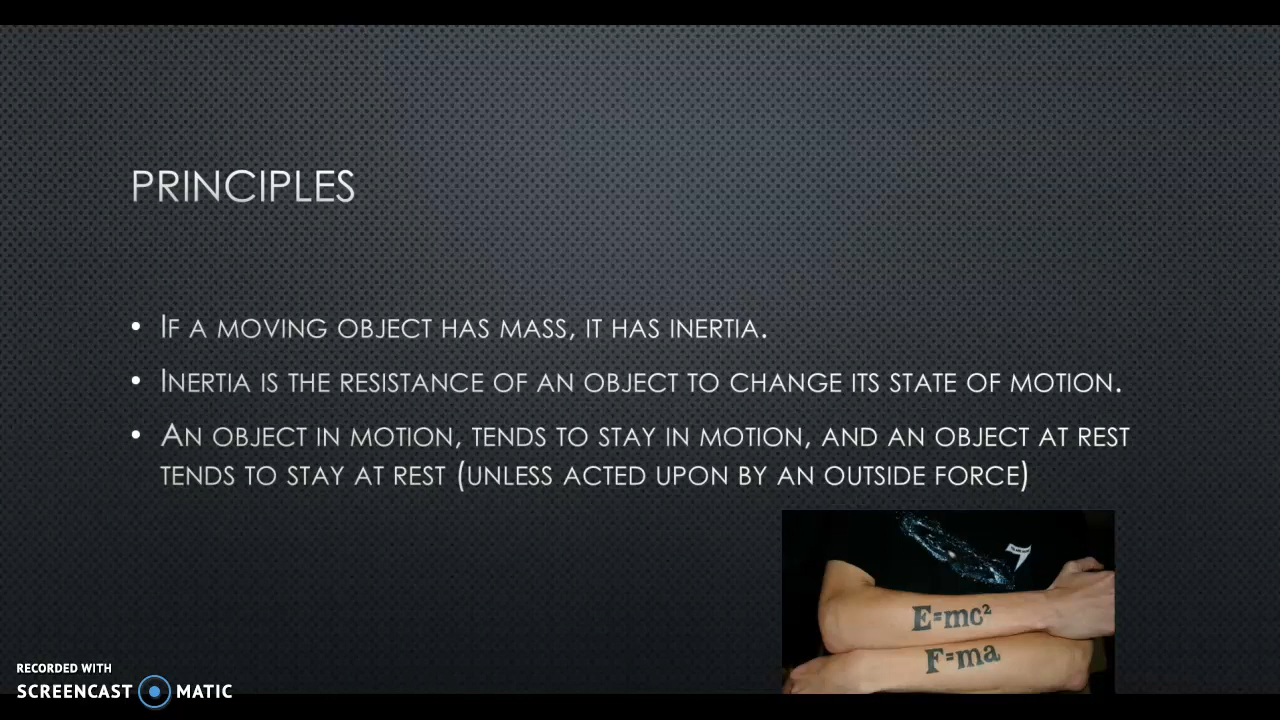 PRINCIPLES
• IF A MOVING OBJECT HAS MASS, IT HAS INERTIA.
• INERTIA IS THE RESISTANCE OF AN OBJECT TO CHANGE ITS STATE OF MOTION.
• AN OBJECT IN MOTION, TENDS TO STAY IN MOTION, AND AN OBJECT AT REST
TENDS TO STAY AT REST (UNLESS ACTED UPON BY AN OUTSIDE FORCE)
E=mc²
F=ma
RECORDED WITH
SCREENCAST MATIC